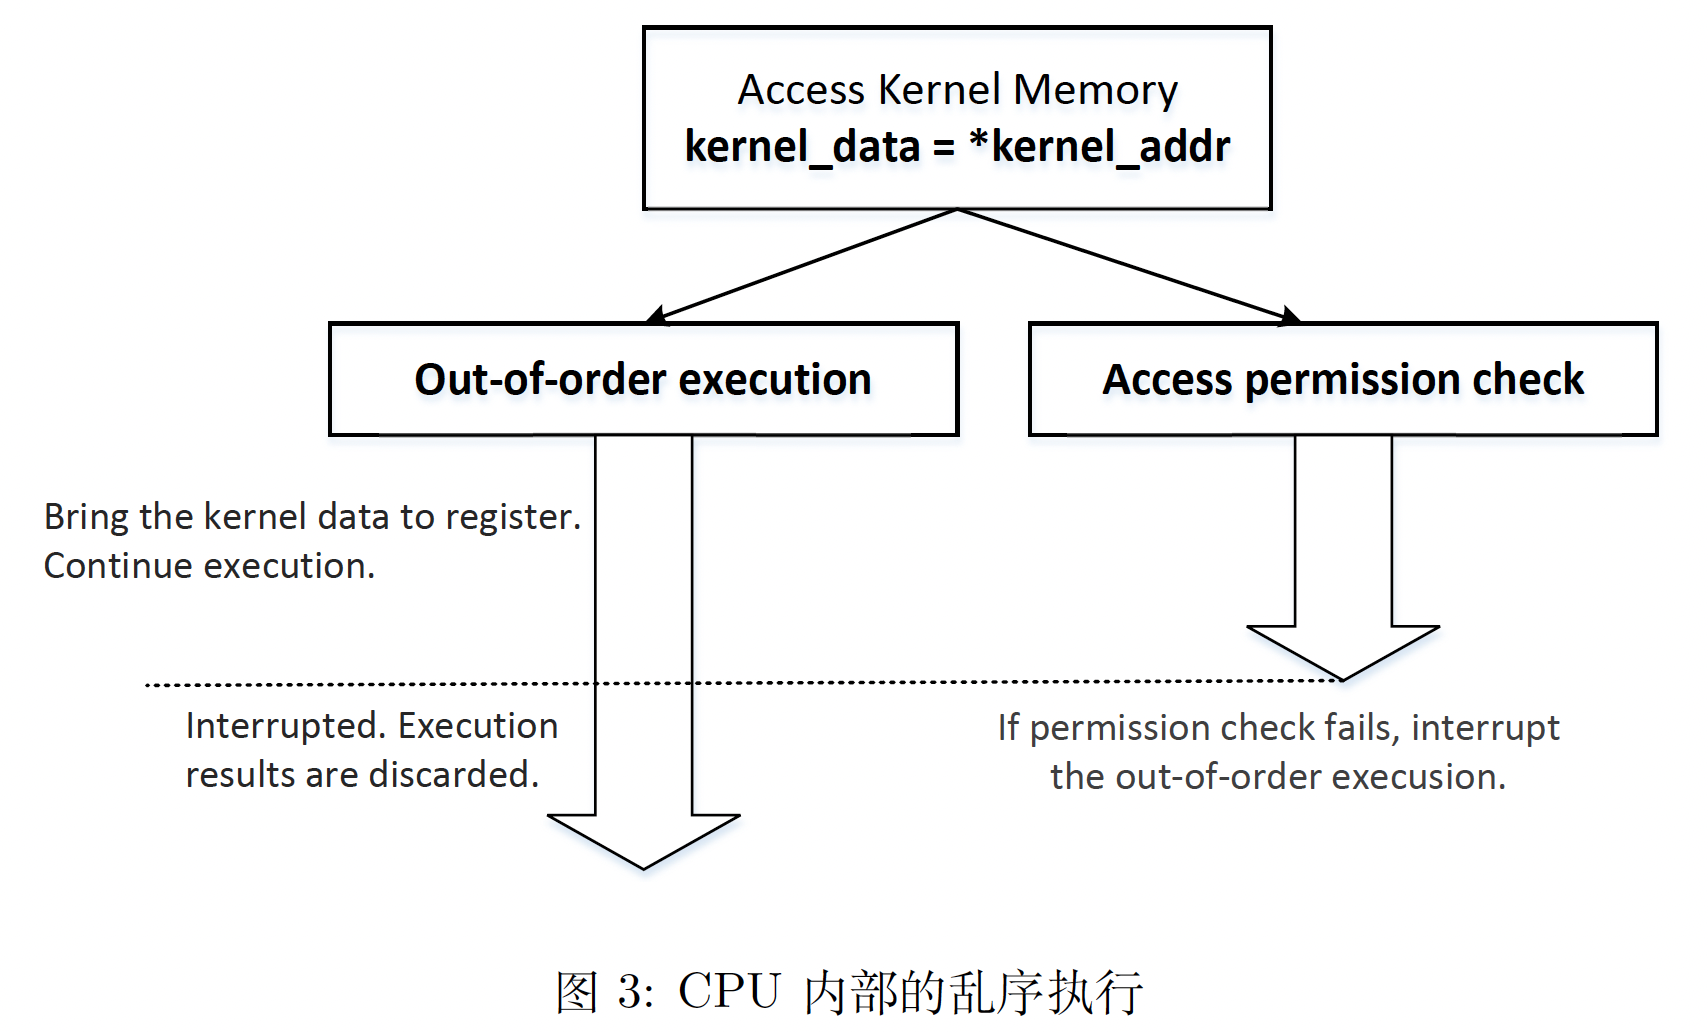 Access Kernel Memory
kernel_data = *kernel_addr
Out-of-order execution
Access permission check
Bring the kernel data to register.
Continue execution.
Interrupted. Execution
results are discarded.
If permission check fails, interrupt
the out-of-order execusion.
图 3: CPU 内部的乱序执行